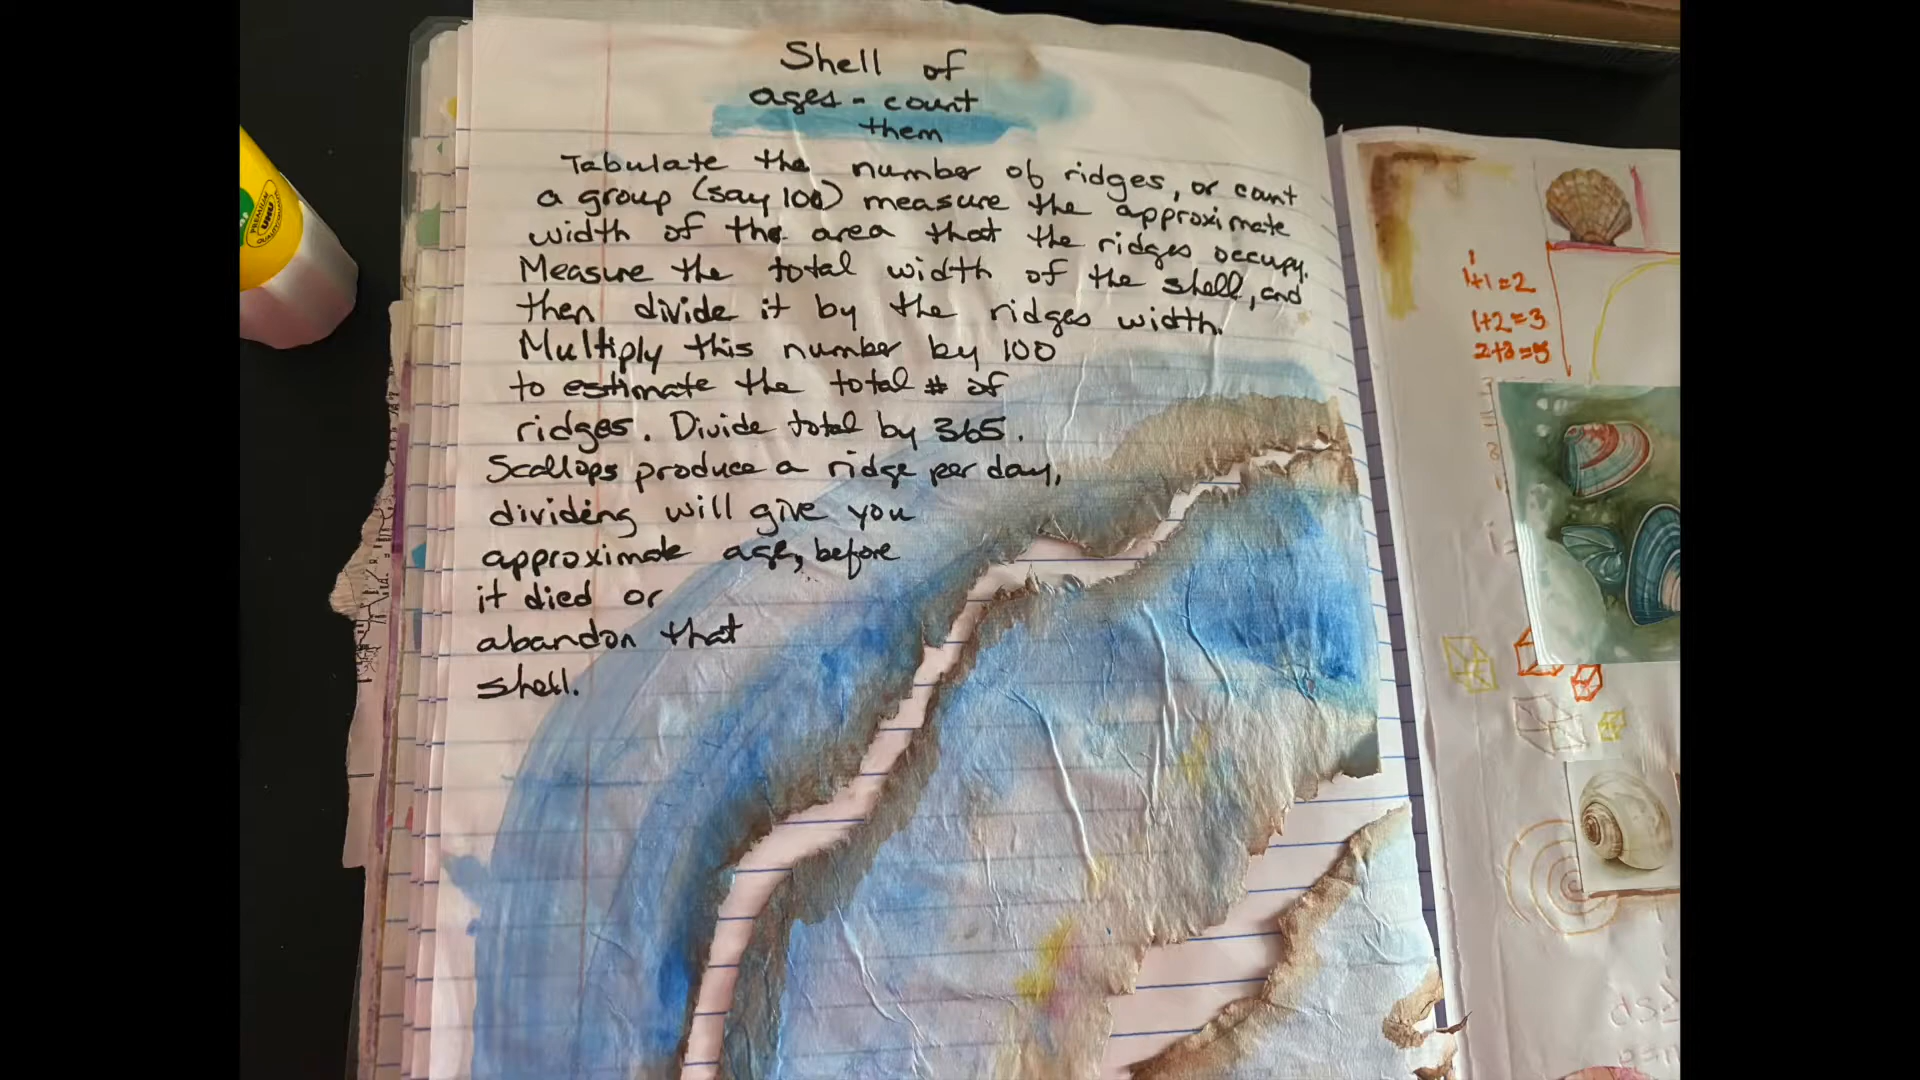 Shell of
ages - count
them
Tabulate the number of ridges, or count
a group (say 100) measure the approximate
width of the area that the ridges occupy.
Measure the total width of the shell, and
then divide it by the ridges width.
Multiply this number by 100
to estimate the total # of
ridges. Divide total by 365.
Scallops produce a ridge per day,
dividing will give you
approximate age, before
it died or
abandon that
shell.
PREMIUM
UHU
QUALITY
1+1=2
1+2=3
2+3=5